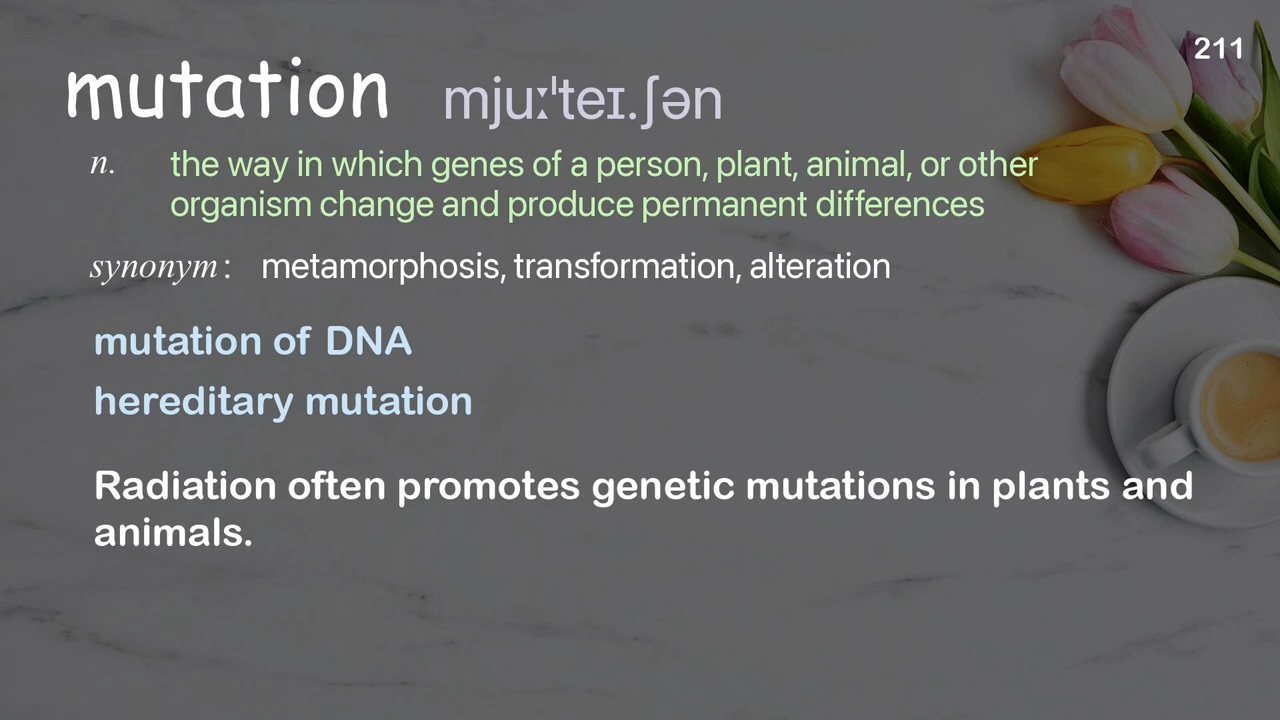 211
mutation mjuːˈteɪ.ʃən
n. the way in which genes of a person, plant, animal, or other
organism change and produce permanent differences
synonym: metamorphosis, transformation, alteration
mutation of DNA
hereditary mutation
Radiation often promotes genetic mutations in plants and
animals.